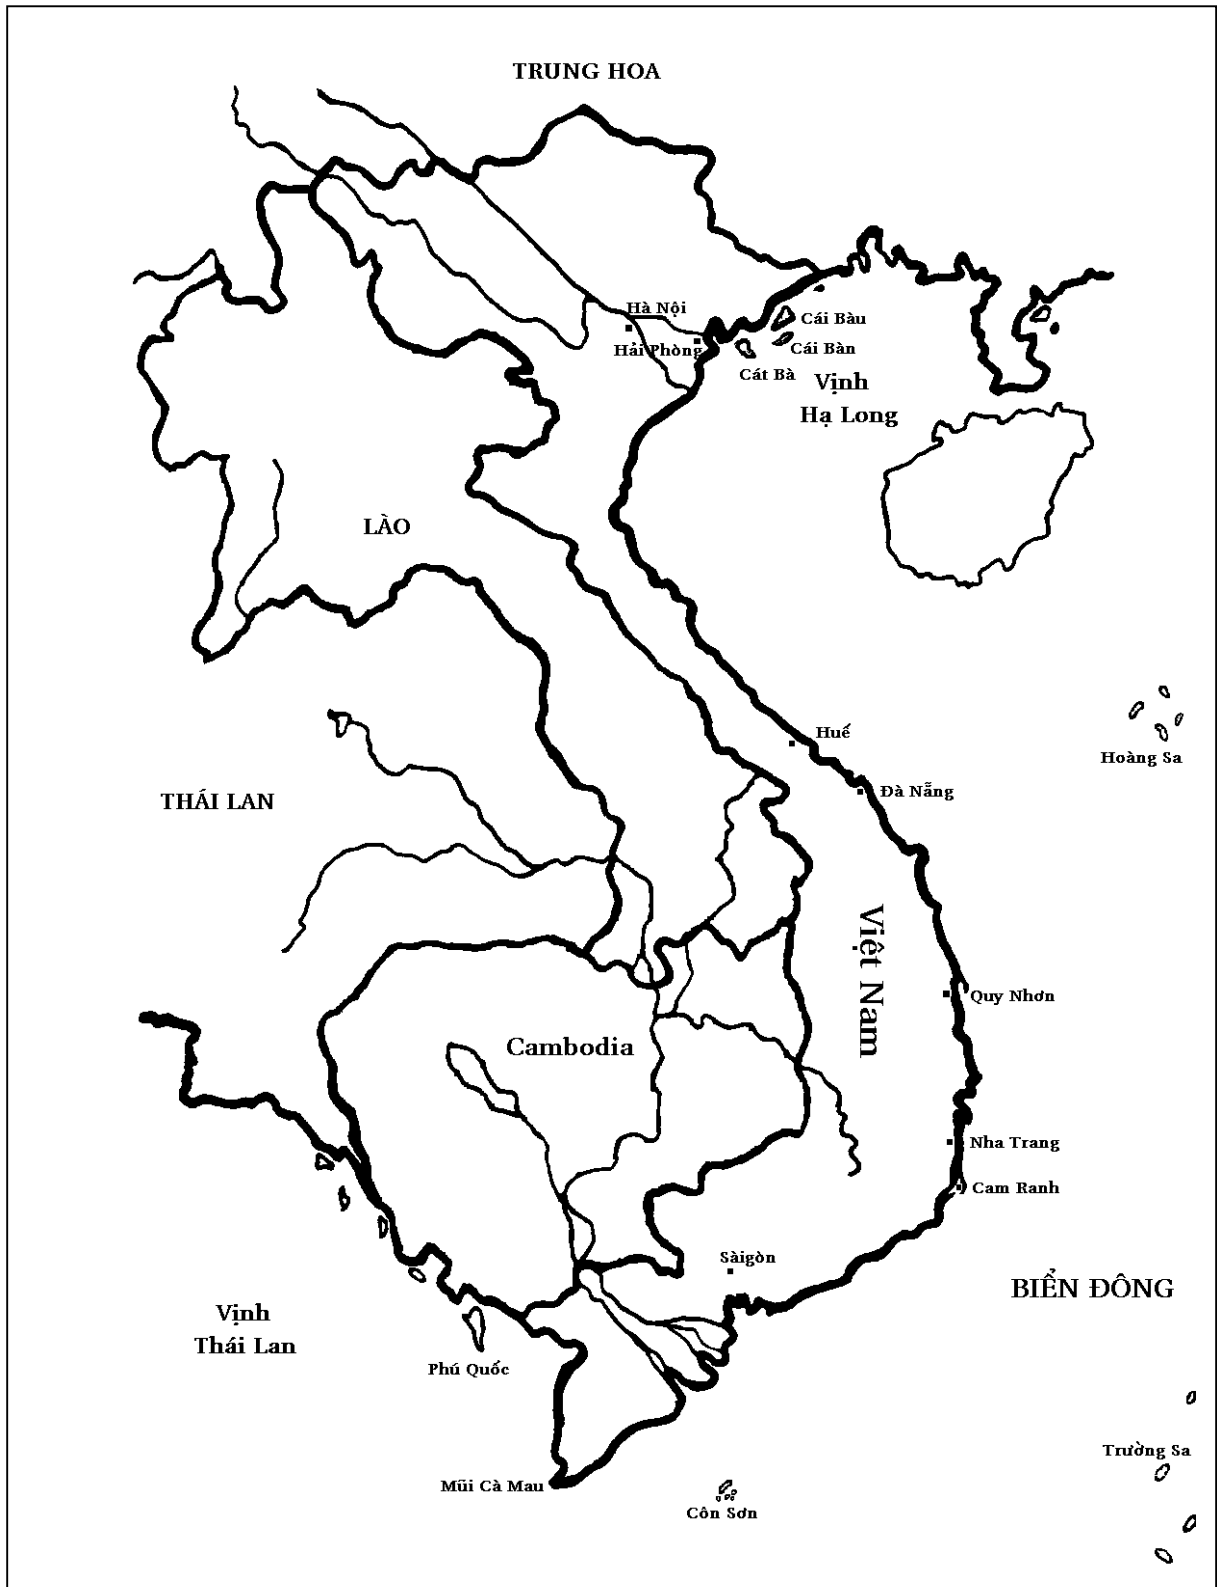 TRUNG HOA
Hà Nội
Cái Bàu
Hải Phòng
Cái Bàn
Cát Bà
Vịnh
Hạ Long
LÀO
Huế
Hoàng Sa
Đà Nẵng
THÁI LAN
Việt Nam
Quy Nhơn
Cambodia
Nha Trang
Cam Ranh
Sàigòn
BIỂN ĐÔNG
Vịnh
Thái Lan
Phú Quốc
Trường Sa
Mũi Cà Mau
Côn Sơn